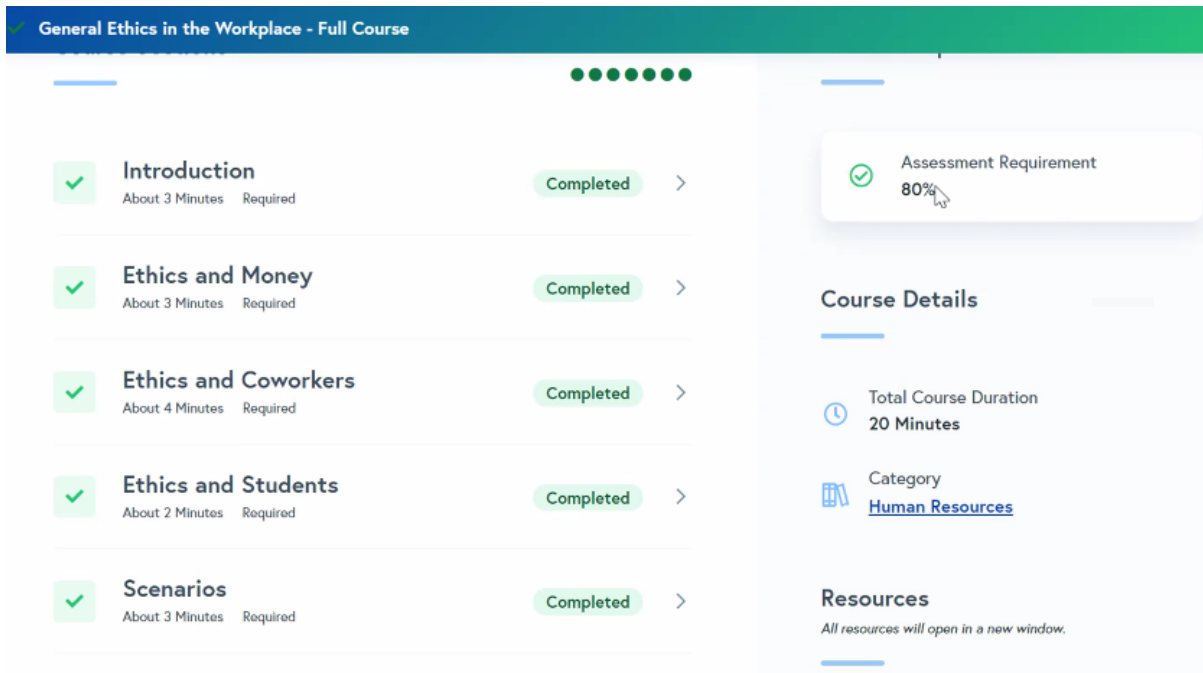 General Ethics in the Workplace - Full Course
Introduction
About 3 Minutes Required
Completed
Ethics and Money
About 3 Minutes Required
Completed
Ethics and Coworkers
About 4 Minutes Required
Completed
Ethics and Students
About 2 Minutes Required
Completed
Scenarios
About 3 Minutes Required
Completed
Assessment Requirement
80%
Course Details
Total Course Duration
20 Minutes
Category
Human Resources
Resources
All resources will open in a new window.